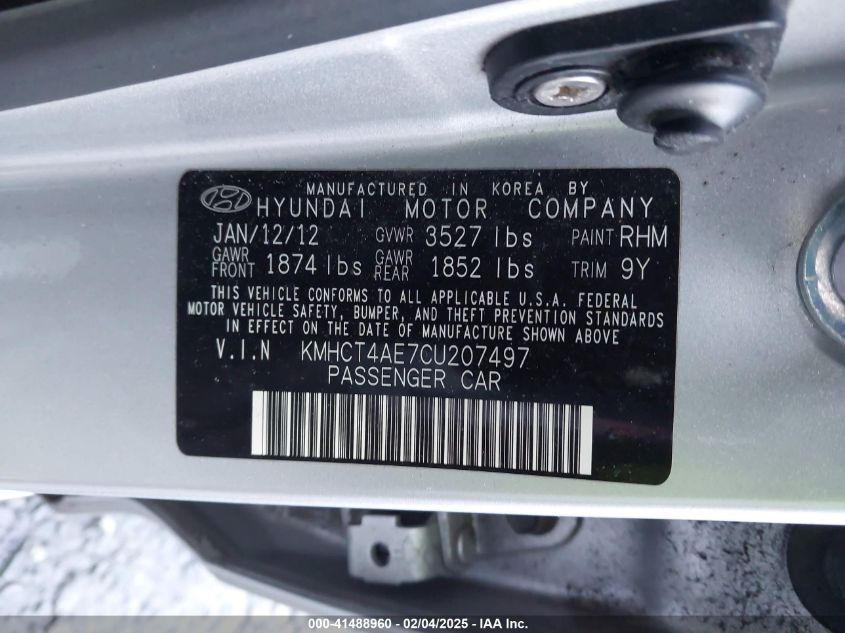 MANUFACTURED IN KOREA BY
HYUNDAI MOTOR COMPANY
JAN/12/12 GVWR 3527 lbs PAINT RHM
GAWR FRONT 1874 lbs GAWR REAR 1852 lbs TRIM 9Y
THIS VEHICLE CONFORMS TO ALL APPLICABLE U.S.A. FEDERAL
MOTOR VEHICLE SAFETY, BUMPER, AND THEFT PREVENTION STANDARDS
IN EFFECT ON THE DATE OF MANUFACTURE SHOWN ABOVE
V.I.N KMHCT4AE7CU207497
PASSENGER CAR
000-41488960 - 02/04/2025 - IAA Inc.